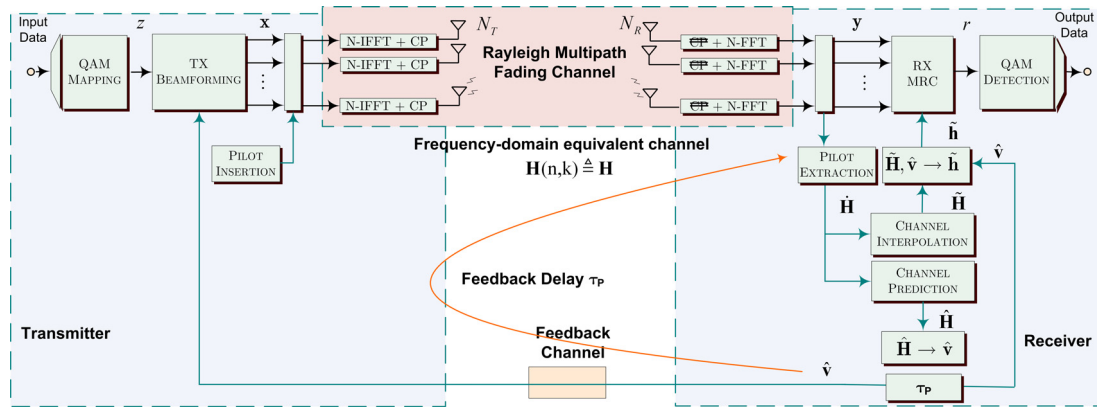 Input
Data
z
x
N_T
N_R
y
r
Output
Data
QAM
MAPPING
TX
BEAMFORMING
N-IFFT + CP
N-IFFT + CP
N-IFFT + CP
Rayleigh Multipath
Fading Channel
CP + N-FFT
CP + N-FFT
CP + N-FFT
RX
MRC
QAM
DETECTION
PILOT
INSERTION
Frequency-domain equivalent channel
H(n,k) ≜ H
PILOT
EXTRACTION
h̃
H̃, v̂ → h̃
v̂
Ḣ
H̃
CHANNEL
INTERPOLATION
CHANNEL
PREDICTION
Feedback Delay τ_P
Ĥ
Ĥ → v̂
Transmitter
Feedback
Channel
Receiver
v̂
τ_P